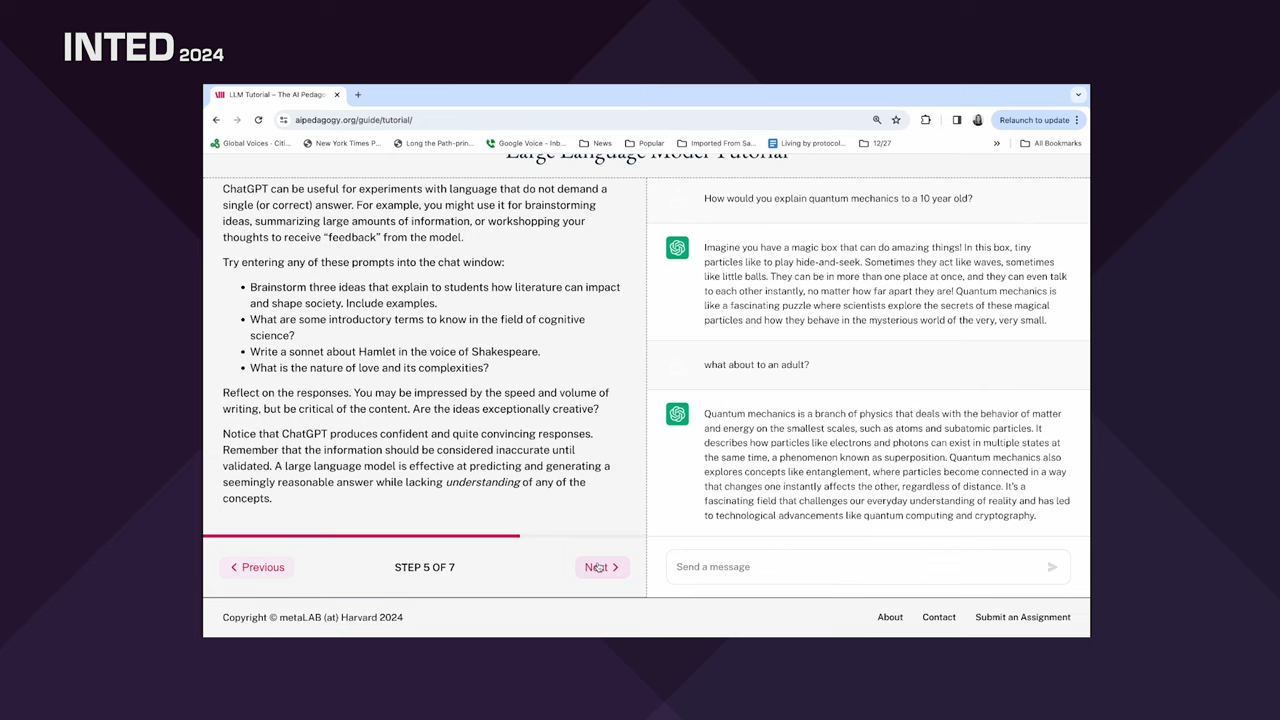 INTED 2024
LLM Tutorial – The AI Pedago
aipedagogy.org/guide/tutorial/
Relaunch to update
Global Voices - Citi...
New York Times P...
Long the Path-prin...
Google Voice - Inb...
News
Popular
Imported From Sa...
Living by protocol...
12/27
»
All Bookmarks
Large Language Model Tutorial
ChatGPT can be useful for experiments with language that do not demand a
single (or correct) answer. For example, you might use it for brainstorming
ideas, summarizing large amounts of information, or workshopping your
thoughts to receive “feedback” from the model.
Try entering any of these prompts into the chat window:
• Brainstorm three ideas that explain to students how literature can impact
and shape society. Include examples.
• What are some introductory terms to know in the field of cognitive
science?
• Write a sonnet about Hamlet in the voice of Shakespeare.
• What is the nature of love and its complexities?
Reflect on the responses. You may be impressed by the speed and volume of
writing, but be critical of the content. Are the ideas exceptionally creative?
Notice that ChatGPT produces confident and quite convincing responses.
Remember that the information should be considered inaccurate until
validated. A large language model is effective at predicting and generating a
seemingly reasonable answer while lacking understanding of any of the
concepts.
Previous
STEP 5 OF 7
Next
How would you explain quantum mechanics to a 10 year old?
Imagine you have a magic box that can do amazing things! In this box, tiny
particles like to play hide-and-seek. Sometimes they act like waves, sometimes
like little balls. They can be in more than one place at once, and they can even talk
to each other instantly, no matter how far apart they are! Quantum mechanics is
like a fascinating puzzle where scientists explore the secrets of these magical
particles and how they behave in the mysterious world of the very, very small.
what about to an adult?
Quantum mechanics is a branch of physics that deals with the behavior of matter
and energy on the smallest scales, such as atoms and subatomic particles. It
describes how particles like electrons and photons can exist in multiple states at
the same time, a phenomenon known as superposition. Quantum mechanics also
explores concepts like entanglement, where particles become connected in a way
that changes one instantly affects the other, regardless of distance. It's a
fascinating field that challenges our everyday understanding of reality and has led
to technological advancements like quantum computing and cryptography.
Send a message
Copyright © metaLAB (at) Harvard 2024
About
Contact
Submit an Assignment